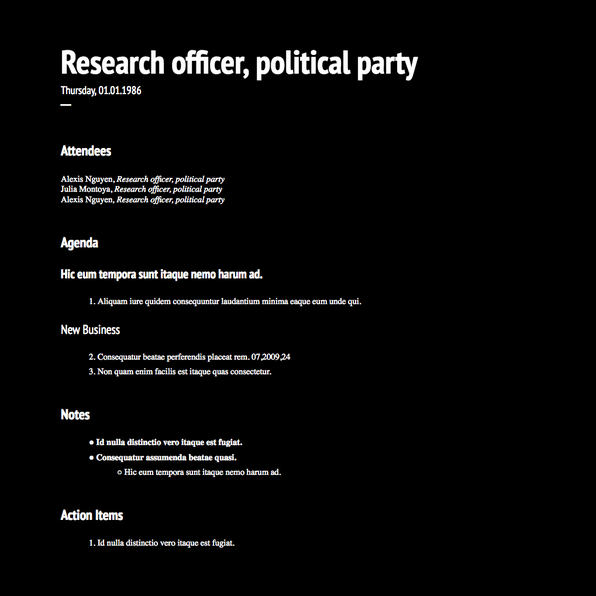 Research officer, political party
Thursday, 01.01.1986
Attendees
Alexis Nguyen, Research officer, political party
Julia Montoya, Research officer, political party
Alexis Nguyen, Research officer, political party
Agenda
Hic eum tempora sunt itaque nemo harum ad.
1. Aliquam iure quidem consequuntur laudantium minima eaque eum unde qui.
New Business
2. Consequatur beatae perferendis placeat rem. 07,2009,24
3. Non quam enim facilis est itaque quas consectetur.
Notes
● Id nulla distinctio vero itaque est fugiat.
● Consequatur assumenda beatae quasi.
○ Hic eum tempora sunt itaque nemo harum ad.
Action Items
1. Id nulla distinctio vero itaque est fugiat.